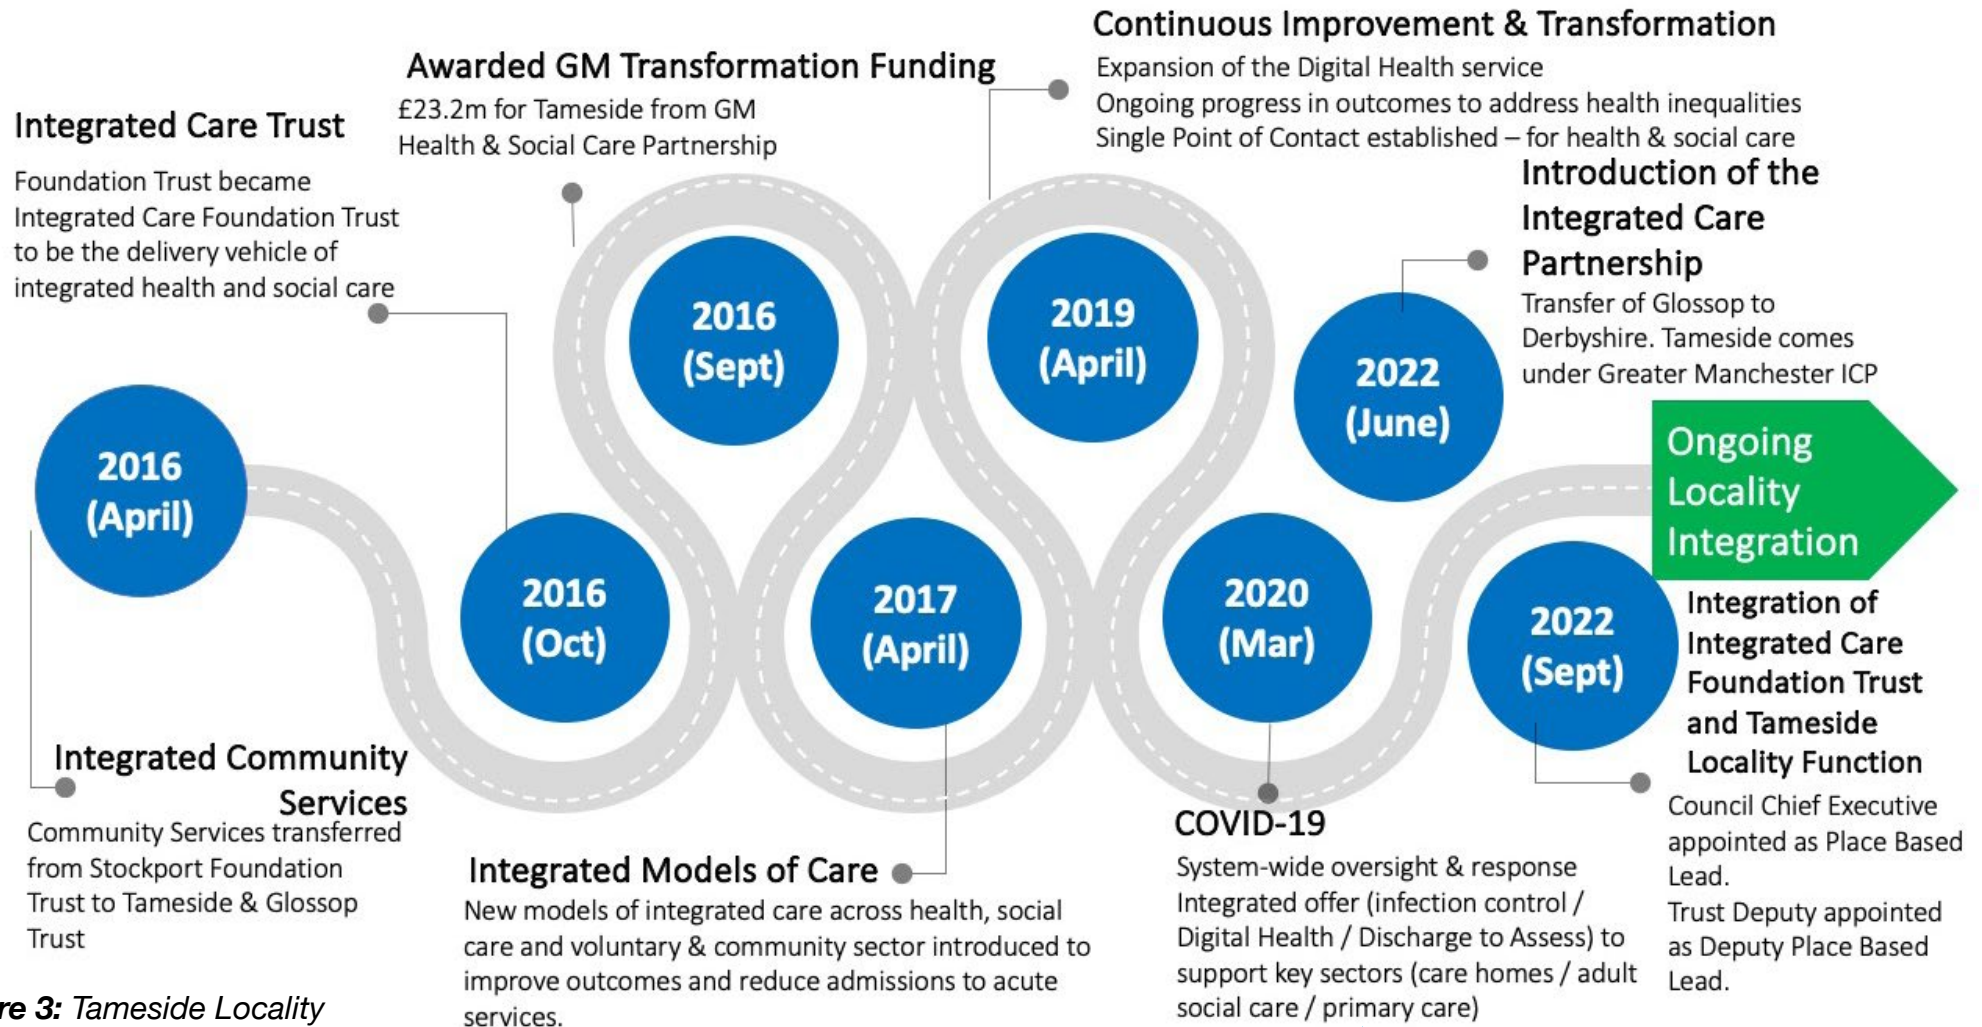 Continuous Improvement & Transformation
Expansion of the Digital Health service
Ongoing progress in outcomes to address health inequalities
Single Point of Contact established – for health & social care
Awarded GM Transformation Funding
£23.2m for Tameside from GM
Health & Social Care Partnership
Integrated Care Trust
Foundation Trust became
Integrated Care Foundation Trust
to be the delivery vehicle of
integrated health and social care
Introduction of the
Integrated Care
Partnership
Transfer of Glossop to
Derbyshire. Tameside comes
under Greater Manchester ICP
2016
(Sept)
2019
(April)
2022
(June)
2016
(April)
Ongoing
Locality
Integration
2016
(Oct)
2017
(April)
2020
(Mar)
2022
(Sept)
Integration of
Integrated Care
Foundation Trust
and Tameside
Locality Function
Council Chief Executive
appointed as Place Based
Lead.
Trust Deputy appointed
as Deputy Place Based
Lead.
Integrated Community
Services
Community Services transferred
from Stockport Foundation
Trust to Tameside & Glossop
Trust
Integrated Models of Care
New models of integrated care across health, social
care and voluntary & community sector introduced to
improve outcomes and reduce admissions to acute
services.
COVID-19
System-wide oversight & response
Integrated offer (infection control /
Digital Health / Discharge to Assess) to
support key sectors (care homes / adult
social care / primary care)
re 3: Tameside Locality